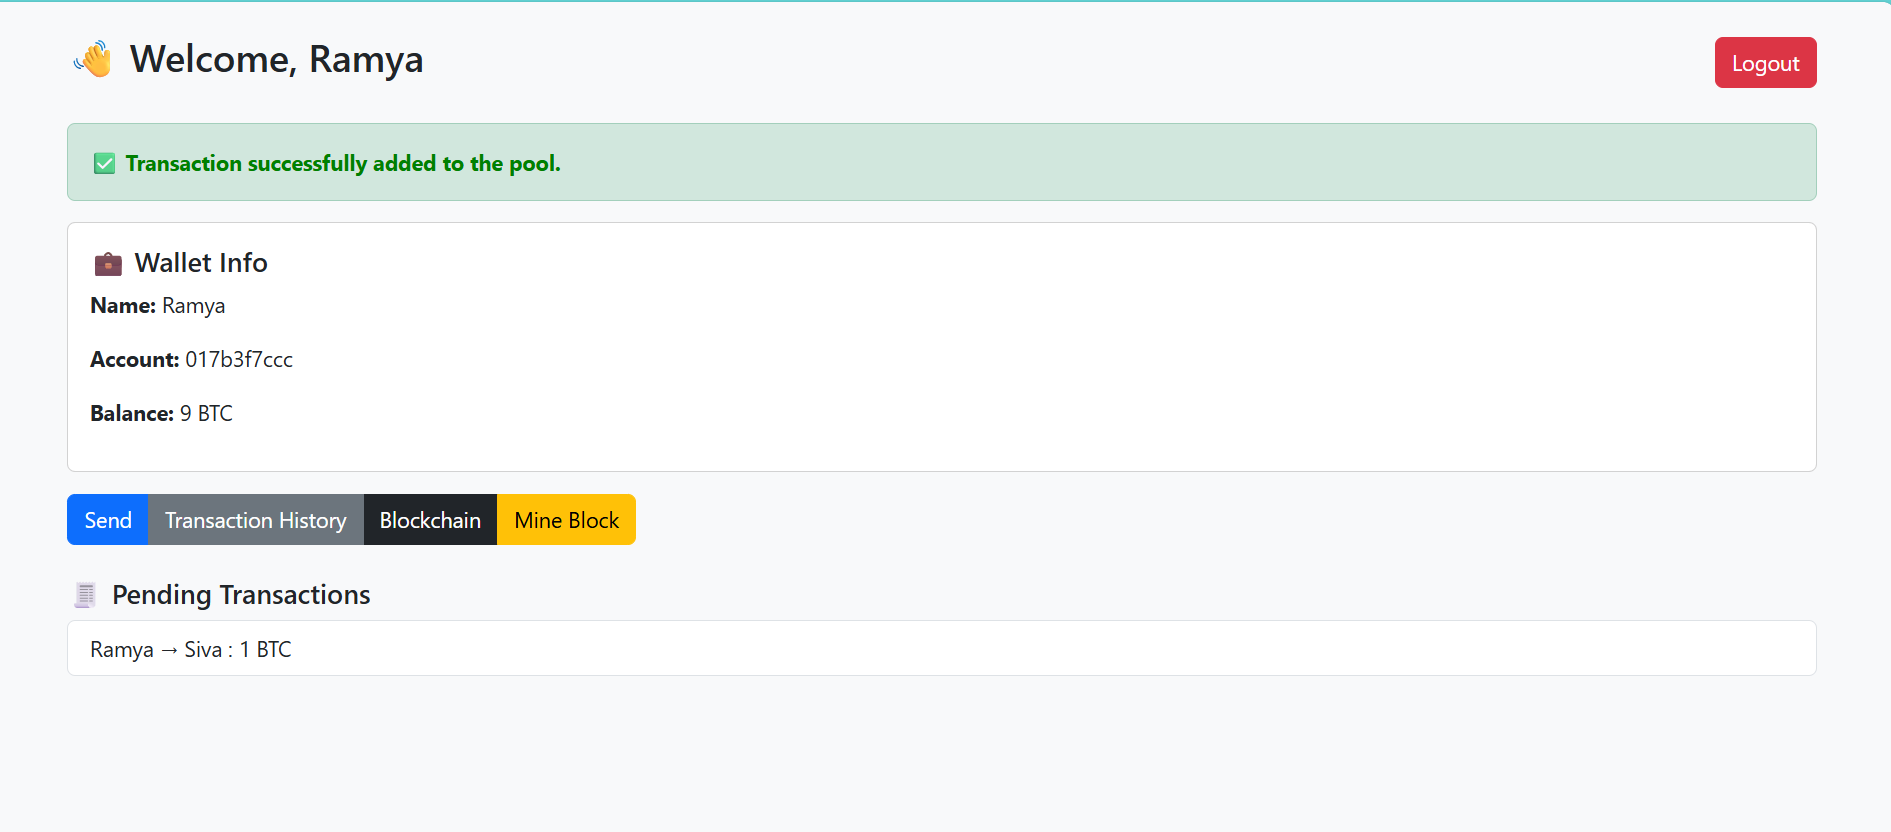 👋 Welcome, Ramya
Logout
✅ Transaction successfully added to the pool.
💼 Wallet Info
Name: Ramya
Account: 017b3f7ccc
Balance: 9 BTC
Send
Transaction History
Blockchain
Mine Block
🧾 Pending Transactions
Ramya → Siva : 1 BTC